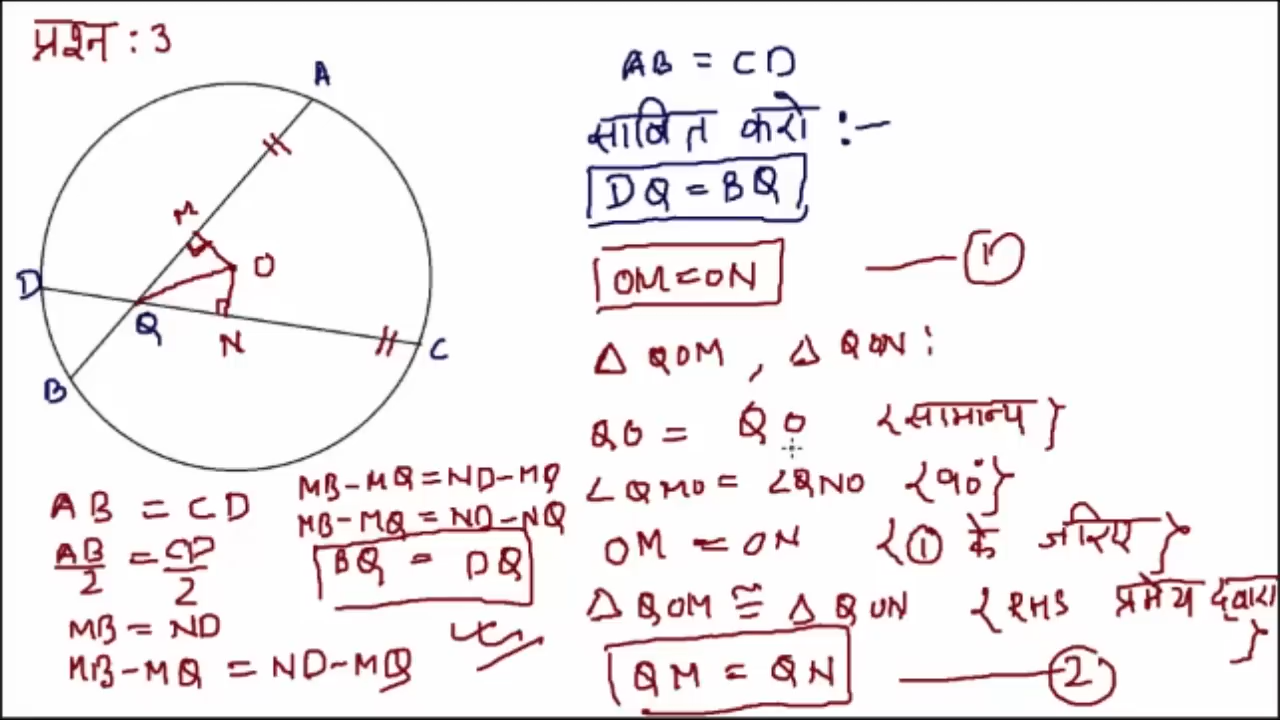 प्रश्न : 3
A
M
O
D
Q
N
C
B
AB = CD
साबित करो :-
DQ = BQ
OM = ON — ①
△ QOM , △ QON :
QO = QO {सामान्य}
∠QMO = ∠QNO {90°}
OM = ON {① के जरिए}
△ QOM ≅ △ QON {RHS प्रमेय द्वारा}
QM = QN — ②
AB = CD
AB/2 = CD/2
MB = ND
MB - MQ = ND - MQ
MB - MQ = ND - MQ
MB - MQ = ND - NQ
BQ = DQ